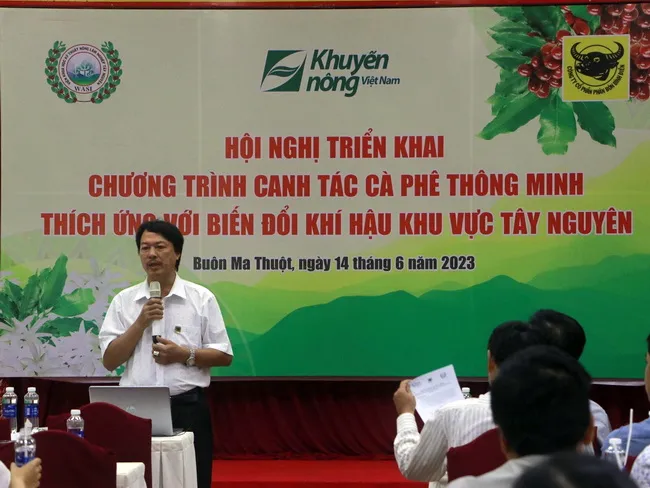 WASI
Khuyến
nông Việt Nam
HỘI NGHỊ TRIỂN KHAI
CHƯƠNG TRÌNH CANH TÁC CÀ PHÊ THÔNG MINH
THÍCH ỨNG VỚI BIẾN ĐỔI KHÍ HẬU KHU VỰC TÂY NGUYÊN
Buôn Ma Thuột, ngày 14 tháng 6 năm 2023